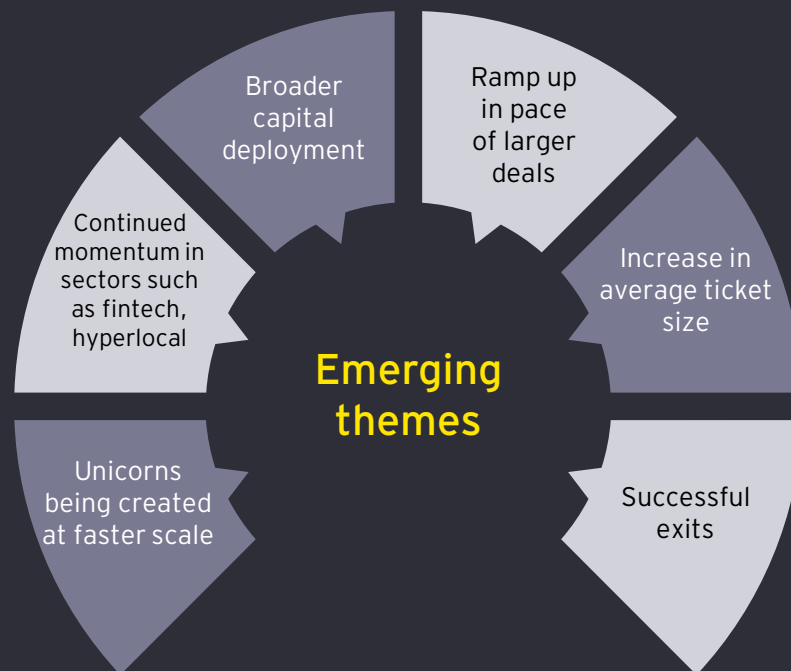 Broader
capital
deployment
Ramp up
in pace
of larger
deals
Continued
momentum in
sectors such
as fintech,
hyperlocal
Increase in
average ticket
size
Emerging
themes
Unicorns
being created
at faster scale
Successful
exits